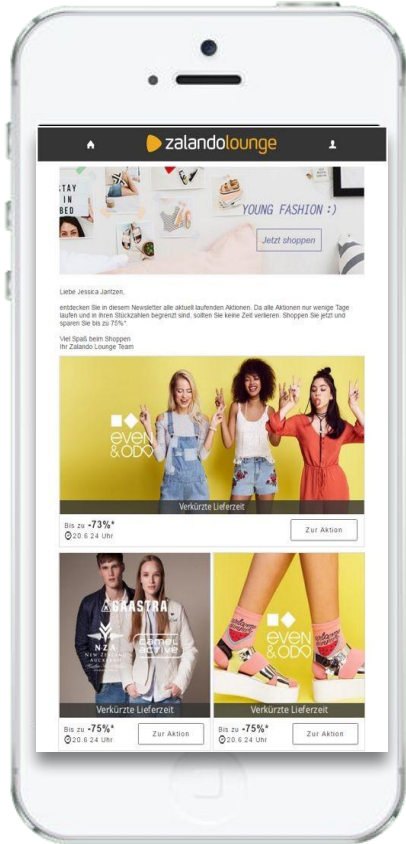 zalandolounge
STAY
IN
BED
YOUNG FASHION :)
Jetzt shoppen
Liebe Jessica Jantzen,
entdecken Sie in diesem Newsletter alle aktuell laufenden Aktionen. Da alle Aktionen nur wenige Tage
laufen und in ihren Stückzahlen begrenzt sind, sollten Sie keine Zeit verlieren. Shoppen Sie jetzt und
sparen Sie bis zu 75%*.
Viel Spaß beim Shoppen
Ihr Zalando Lounge Team
even
&odd
Verkürzte Lieferzeit
Bis zu -73%*
20.6 24 Uhr
Zur Aktion
GAASTRA
N·Z·A
NEW ZEALAND
AUCKLAND
camel
active
Verkürzte Lieferzeit
Bis zu -75%*
20.6 24 Uhr
Zur Aktion
even
&odd
Verkürzte Lieferzeit
Bis zu -75%*
20.6 24 Uhr
Zur Aktion